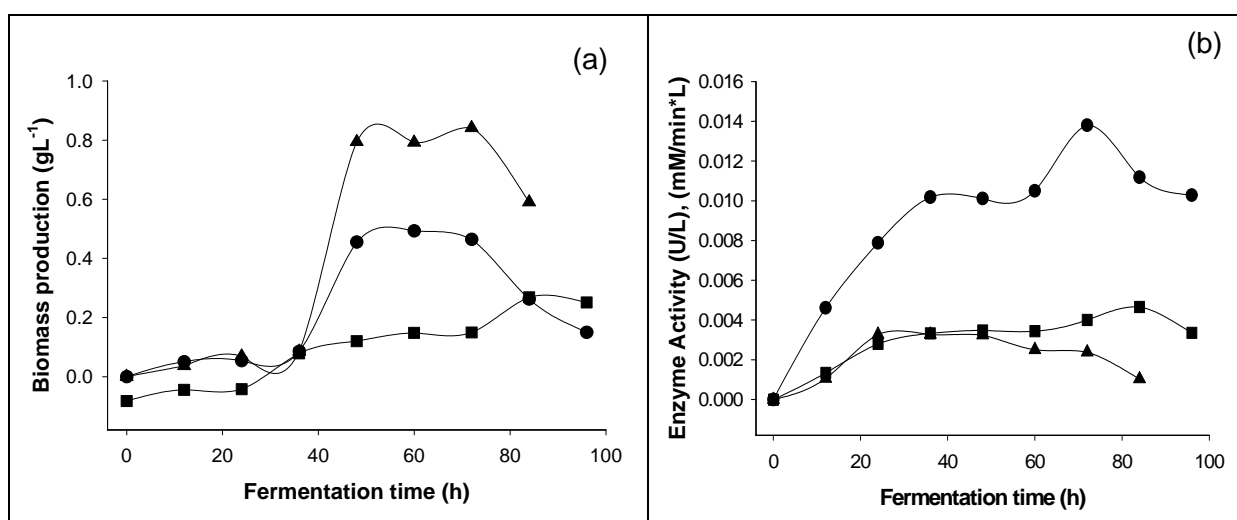 (a)
1.0
0.8
0.6
0.4
0.2
0.0
Biomass production (gL⁻¹)
0 20 40 60 80 100
Fermentation time (h)
(b)
0.016
0.014
0.012
0.010
0.008
0.006
0.004
0.002
0.000
Enzyme Activity (U/L), (mM/min*L)
0 20 40 60 80 100
Fermentation time (h)